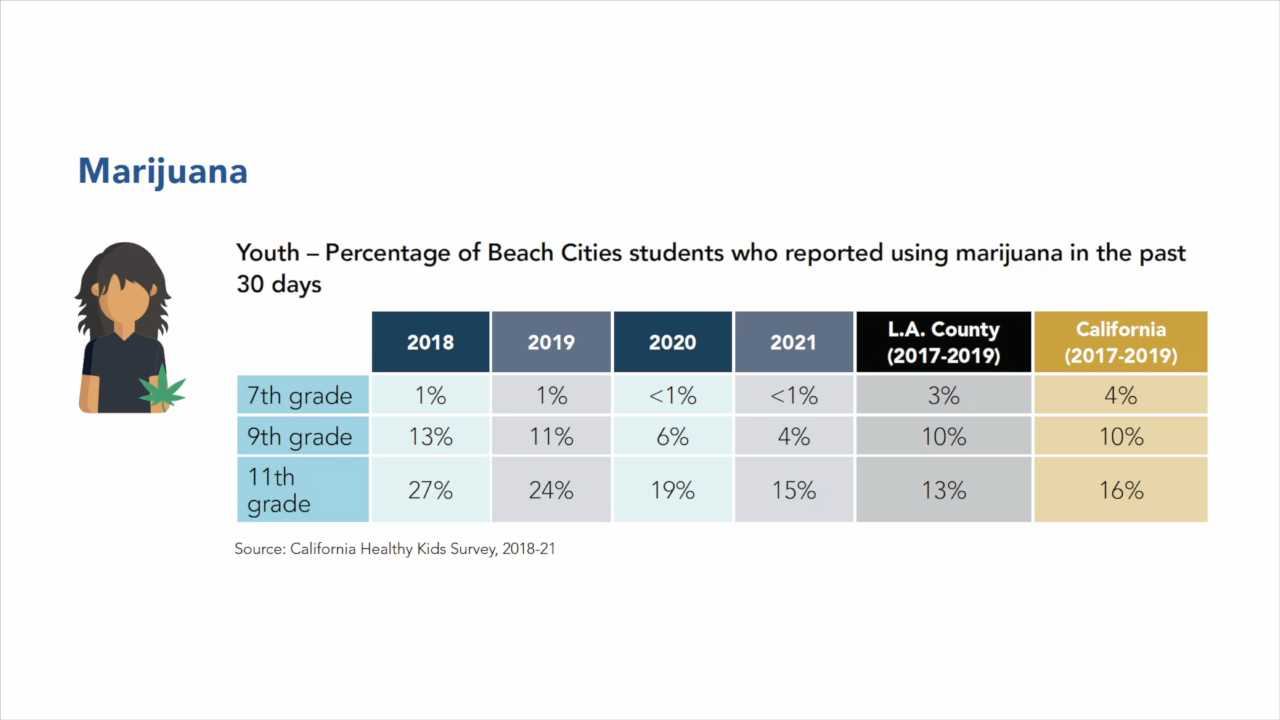 Marijuana
Youth – Percentage of Beach Cities students who reported using marijuana in the past
30 days
2018 2019 2020 2021 L.A. County (2017-2019) California (2017-2019)
7th grade 1% 1% <1% <1% 3% 4%
9th grade 13% 11% 6% 4% 10% 10%
11th grade 27% 24% 19% 15% 13% 16%
Source: California Healthy Kids Survey, 2018-21